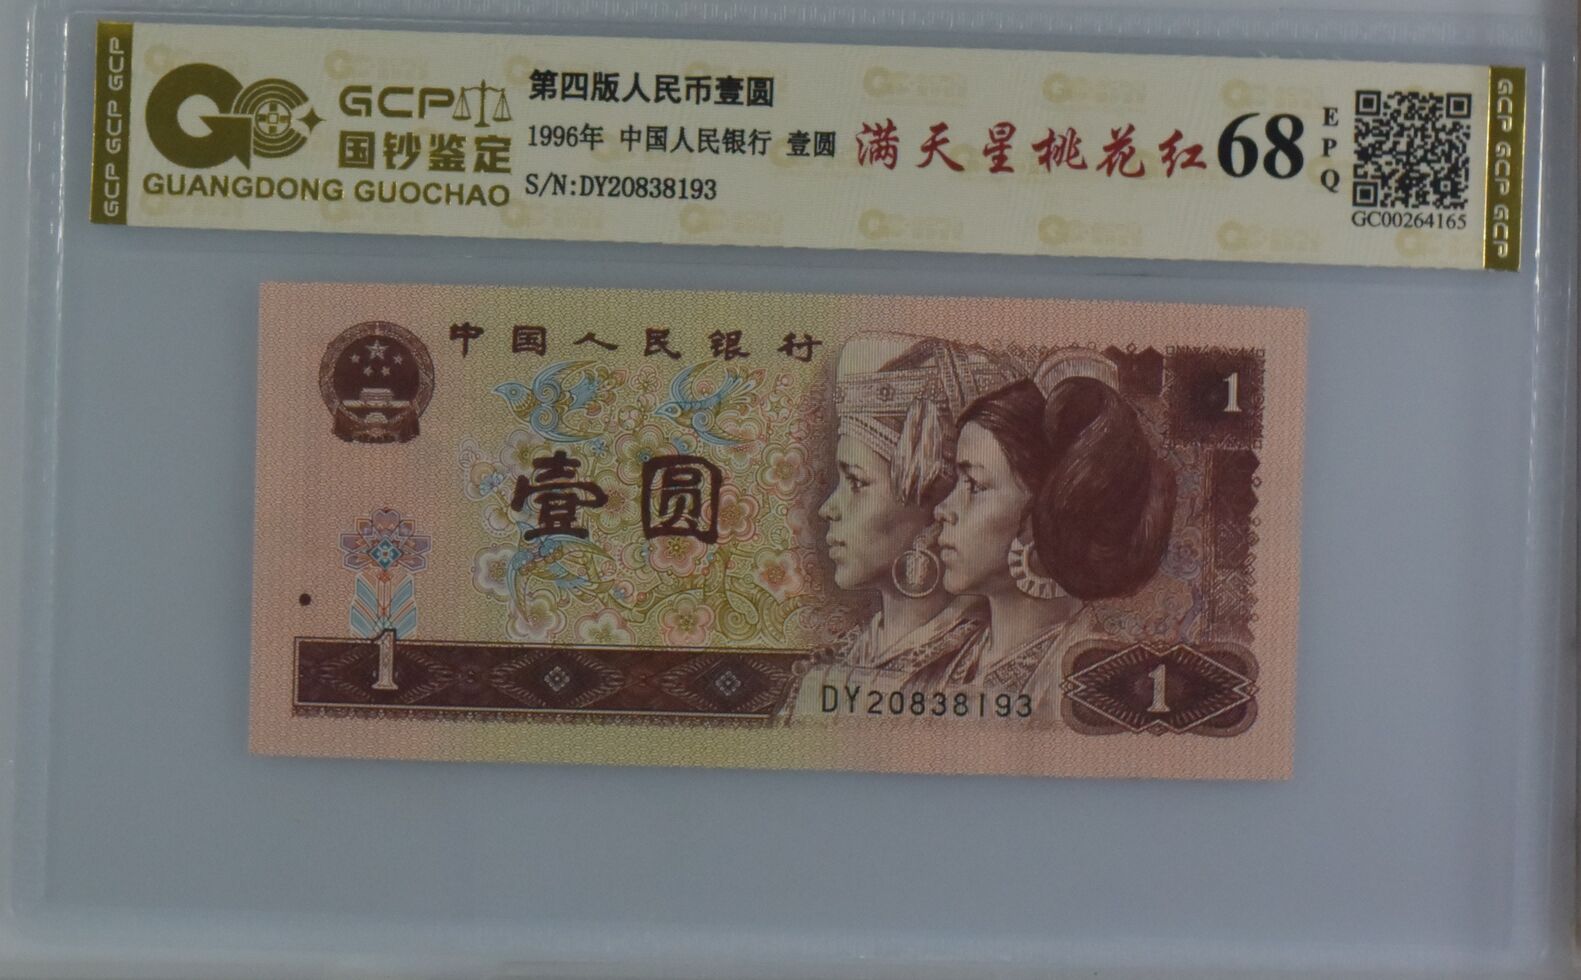 GCP GCP GCP
GCP
国钞鉴定
GUANGDONG GUOCHAO
第四版人民币壹圆
1996年 中国人民银行 壹圆
S/N:DY20838193
满天星桃花红
68
EPQ
GC00264165
GCP GCP GCP
中国人民银行
1
壹圆
1
DY20838193
1